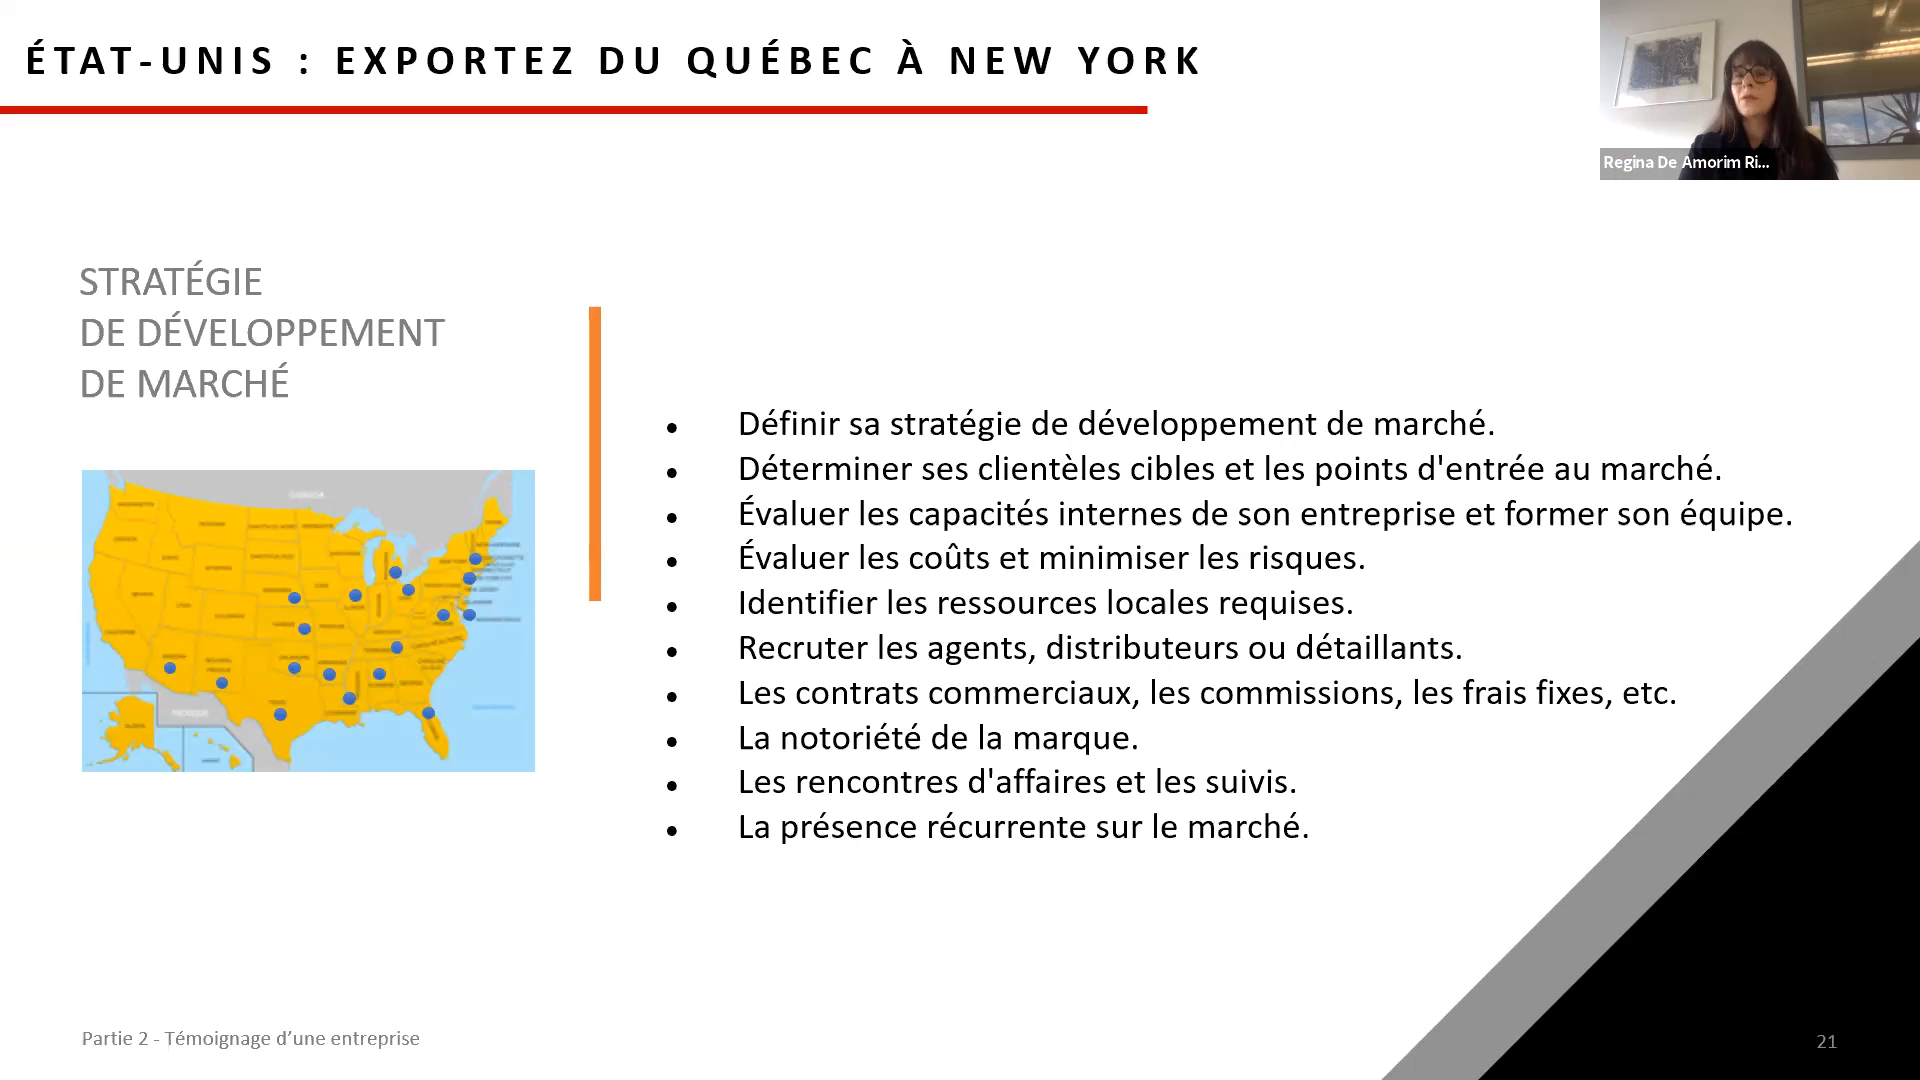 ÉTAT-UNIS : EXPORTEZ DU QUÉBEC À NEW YORK
Regina De Amorim Ri...
STRATÉGIE
DE DÉVELOPPEMENT
DE MARCHÉ
CANADA
MEXIQUE
• Définir sa stratégie de développement de marché.
• Déterminer ses clientèles cibles et les points d'entrée au marché.
• Évaluer les capacités internes de son entreprise et former son équipe.
• Évaluer les coûts et minimiser les risques.
• Identifier les ressources locales requises.
• Recruter les agents, distributeurs ou détaillants.
• Les contrats commerciaux, les commissions, les frais fixes, etc.
• La notoriété de la marque.
• Les rencontres d'affaires et les suivis.
• La présence récurrente sur le marché.
Partie 2 - Témoignage d’une entreprise
21